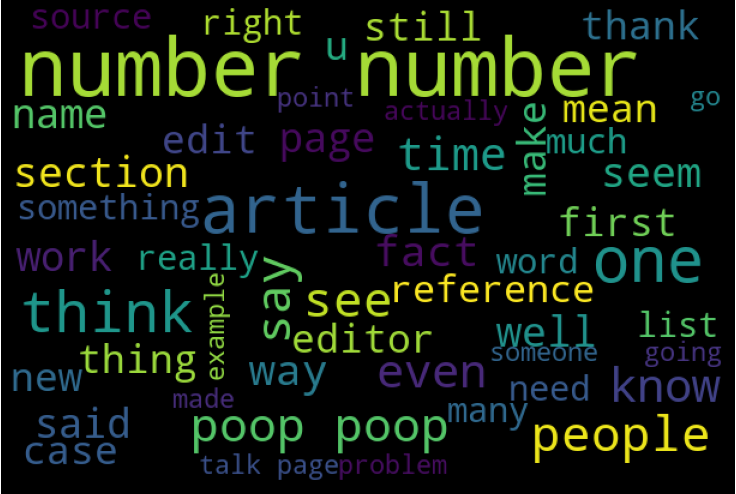 source right still thank
u
number number
point actually go
name make mean
edit page time much
section seem
something article first
work really fact word one
say see reference
think example editor well list
thing someone going
new way even need know
made many
said poop poop people
case talk page problem